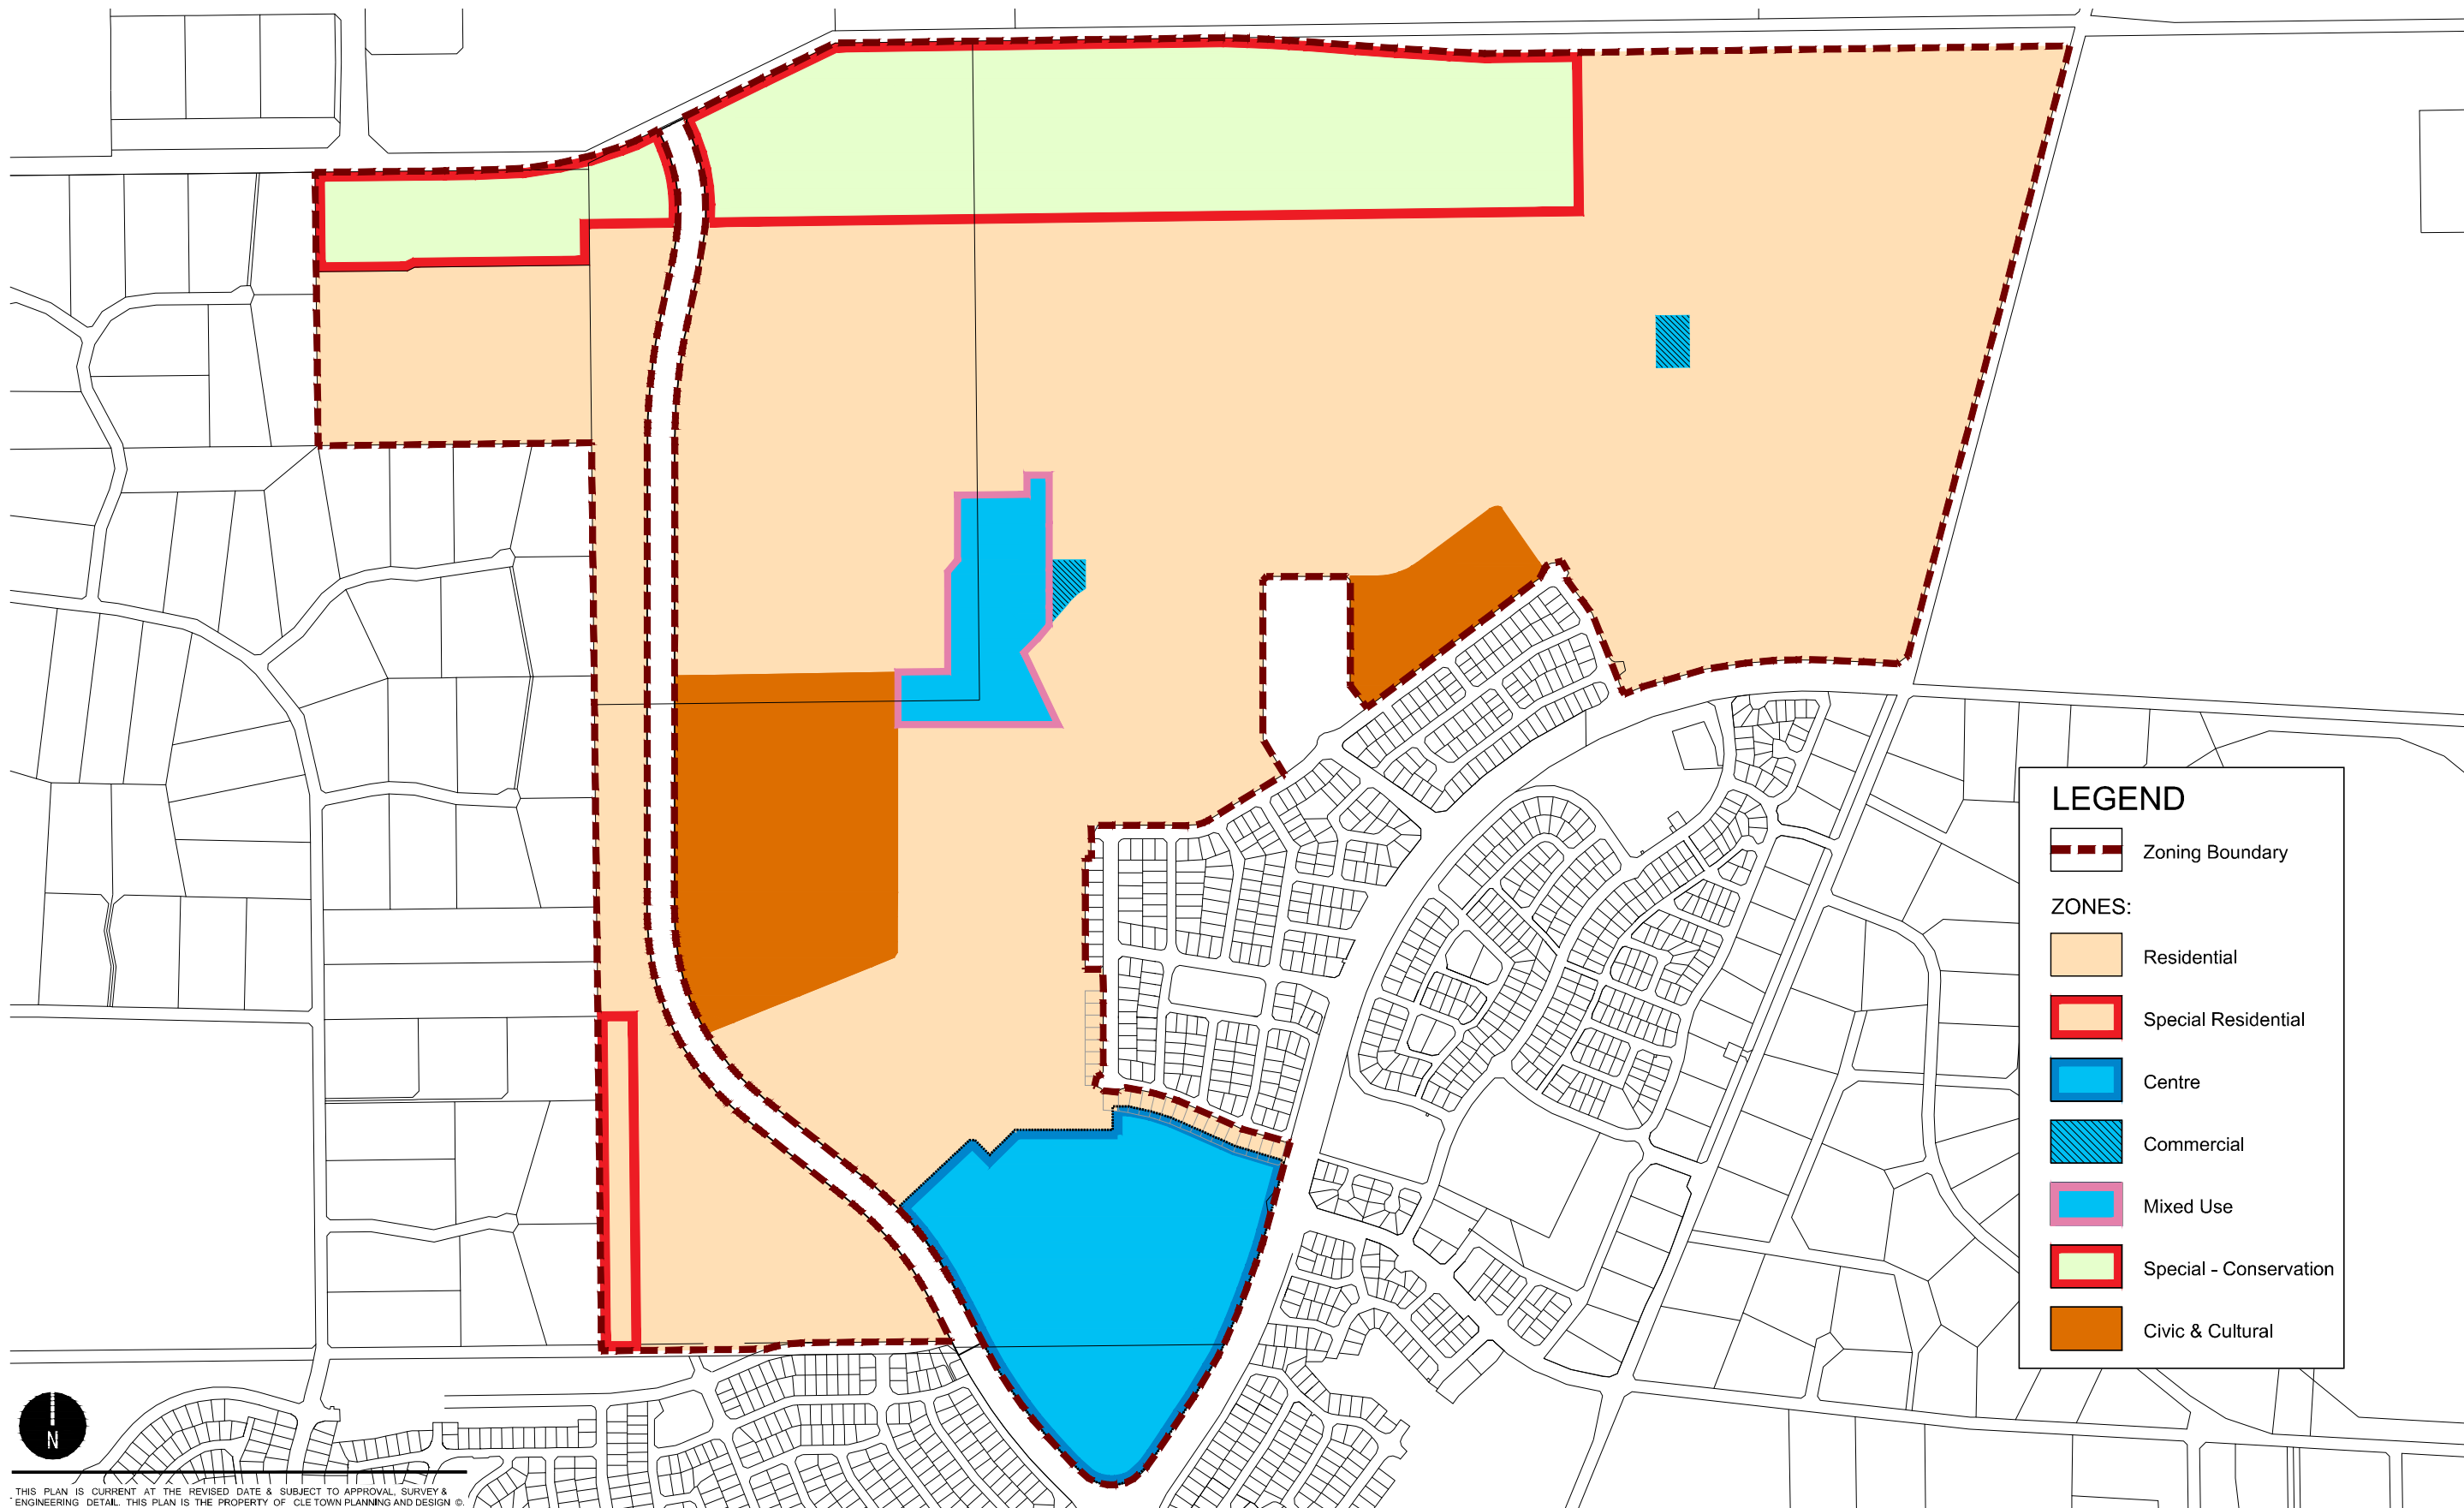 LEGEND
Zoning Boundary
ZONES:
Residential
Special Residential
Centre
Commercial
Mixed Use
Special - Conservation
Civic & Cultural
N
THIS PLAN IS CURRENT AT THE REVISED DATE & SUBJECT TO APPROVAL, SURVEY &
ENGINEERING DETAIL. THIS PLAN IS THE PROPERTY OF CLE TOWN PLANNING AND DESIGN ©.